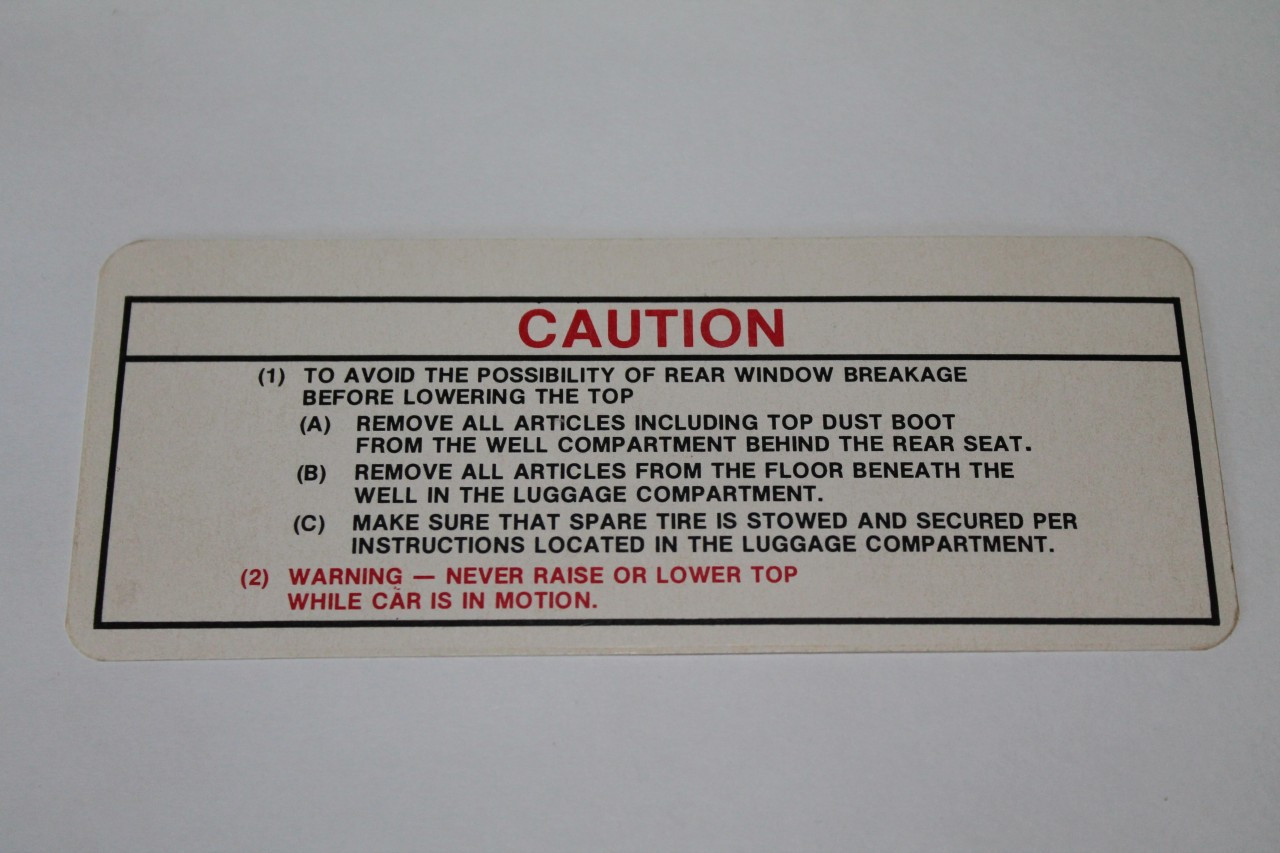 CAUTION
(1) TO AVOID THE POSSIBILITY OF REAR WINDOW BREAKAGE
BEFORE LOWERING THE TOP
(A) REMOVE ALL ARTICLES INCLUDING TOP DUST BOOT
FROM THE WELL COMPARTMENT BEHIND THE REAR SEAT.
(B) REMOVE ALL ARTICLES FROM THE FLOOR BENEATH THE
WELL IN THE LUGGAGE COMPARTMENT.
(C) MAKE SURE THAT SPARE TIRE IS STOWED AND SECURED PER
INSTRUCTIONS LOCATED IN THE LUGGAGE COMPARTMENT.
(2) WARNING — NEVER RAISE OR LOWER TOP
WHILE CAR IS IN MOTION.